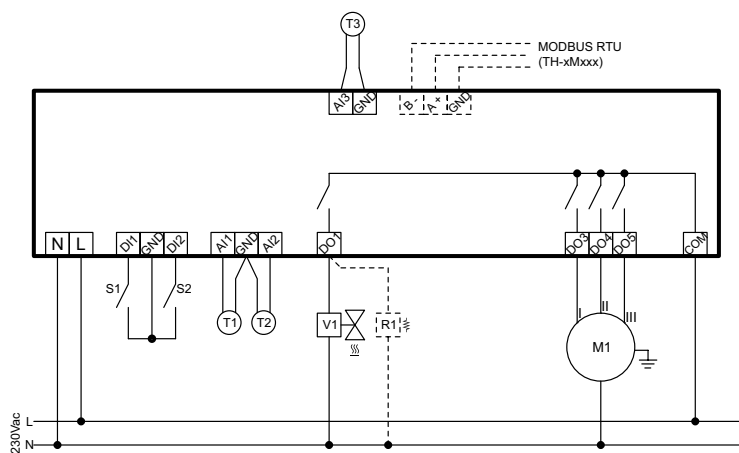 T3
MODBUS RTU
(TH-xMxxx)
AI3 GND B - A + GND
N L DI1 GND DI2 AI1 GND AI2 DO1 DO3 DO4 DO5 COM
S1 S2 T1 T2 V1 R1 I II III
M1
230Vac
L
N